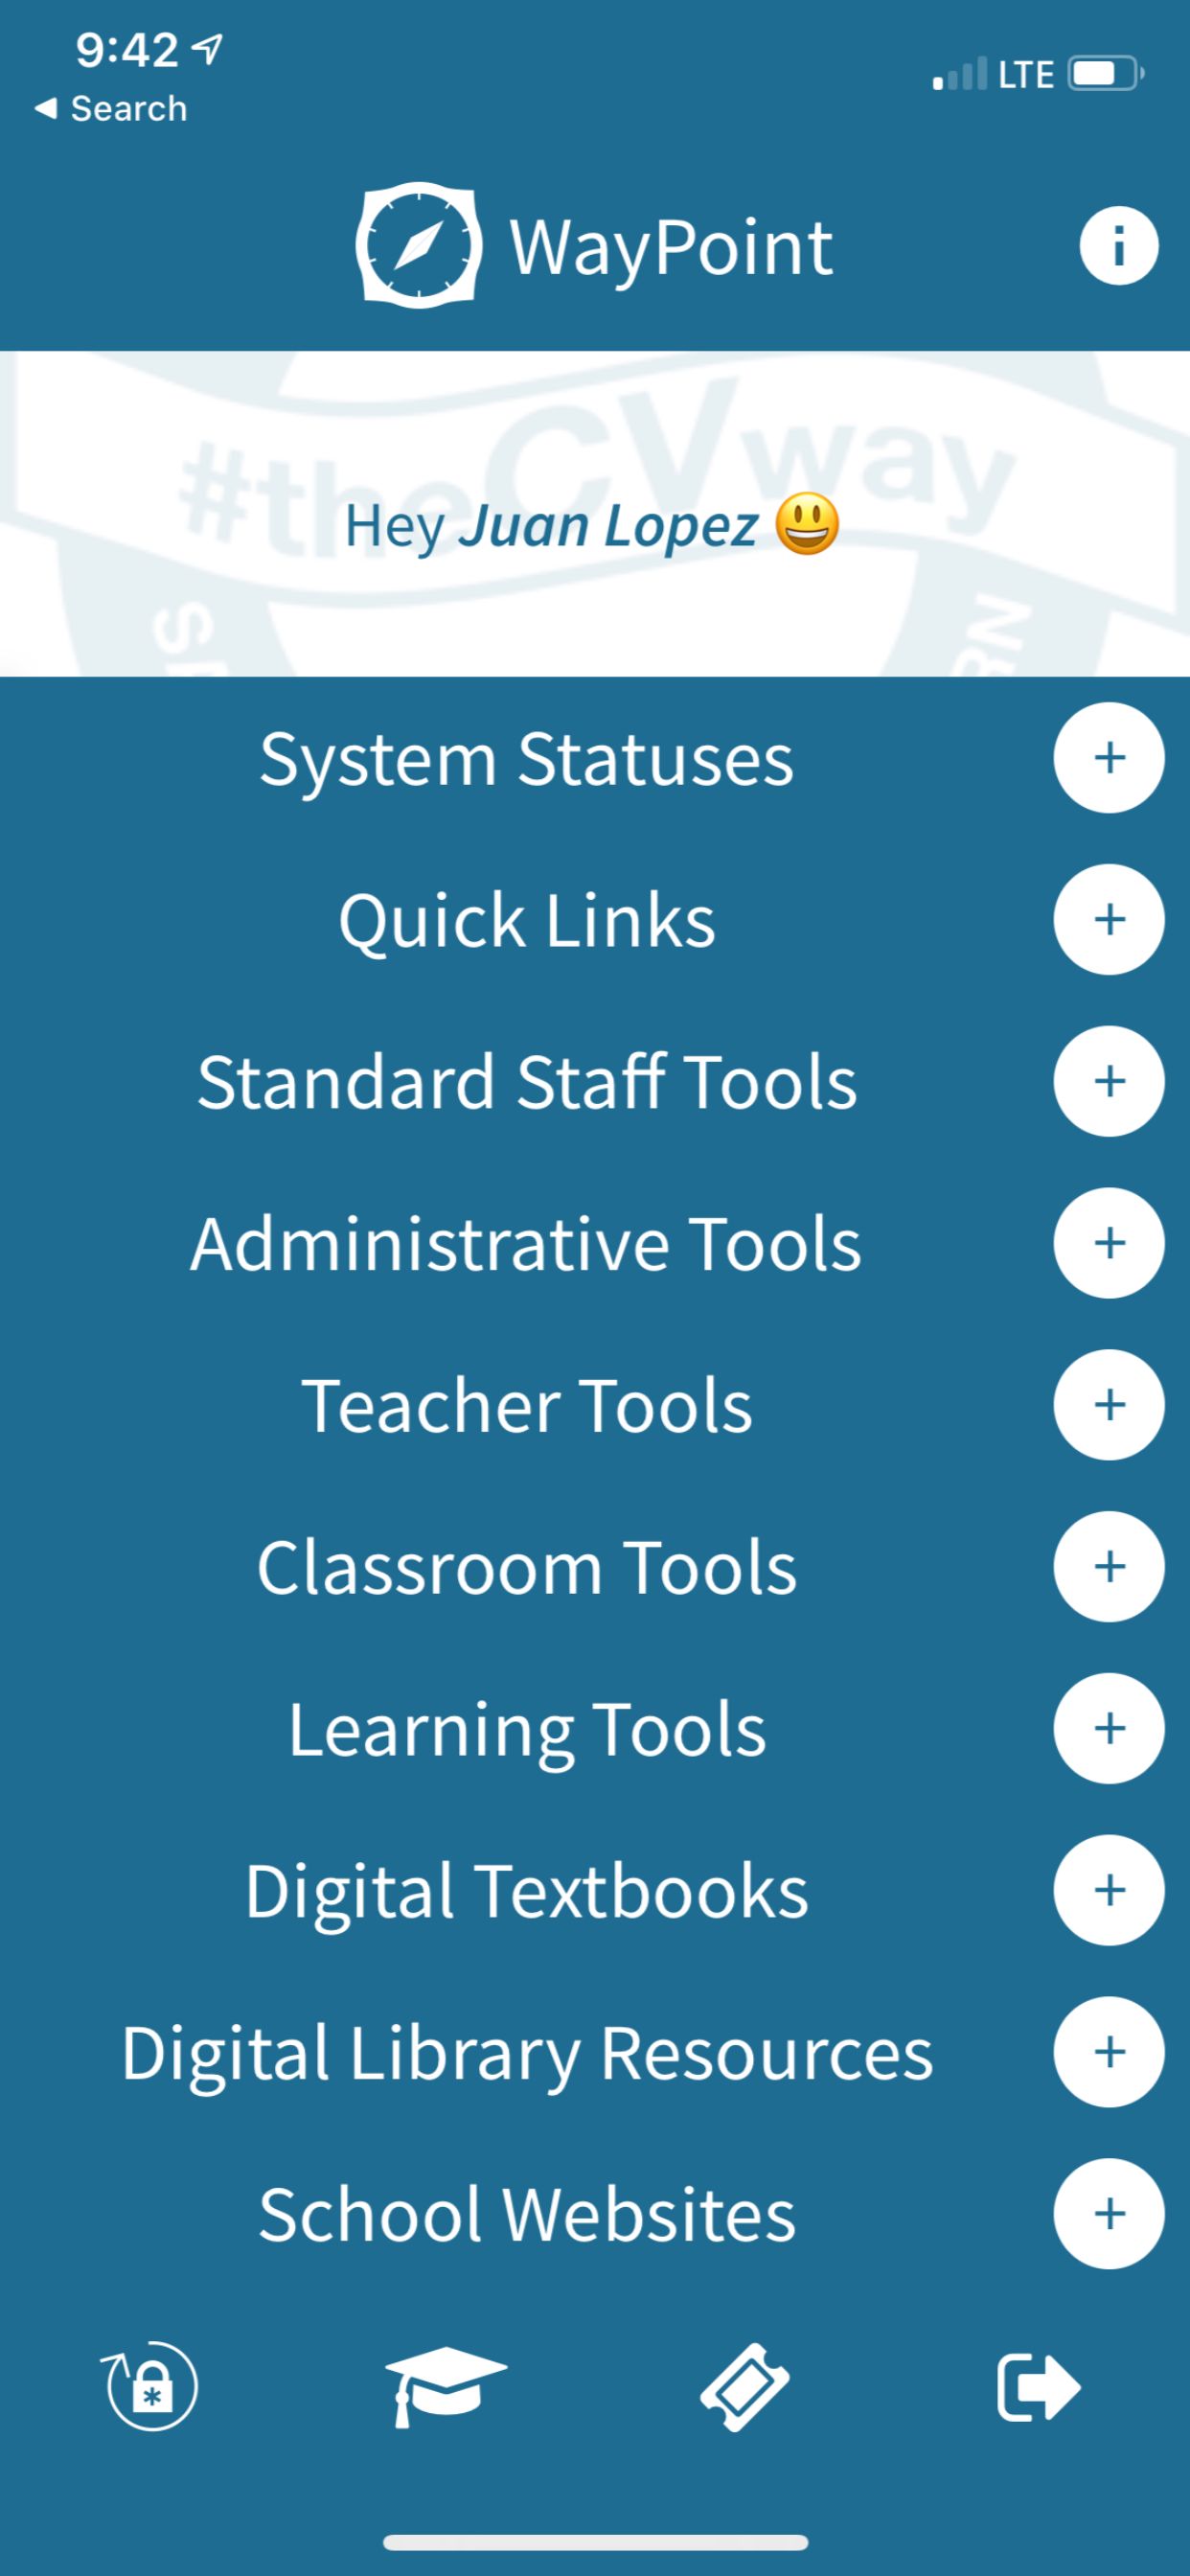 9:42
LTE
◀ Search
WayPoint
i
#theCVway
Hey Juan Lopez 😃
System Statuses +
Quick Links +
Standard Staff Tools +
Administrative Tools +
Teacher Tools +
Classroom Tools +
Learning Tools +
Digital Textbooks +
Digital Library Resources +
School Websites +